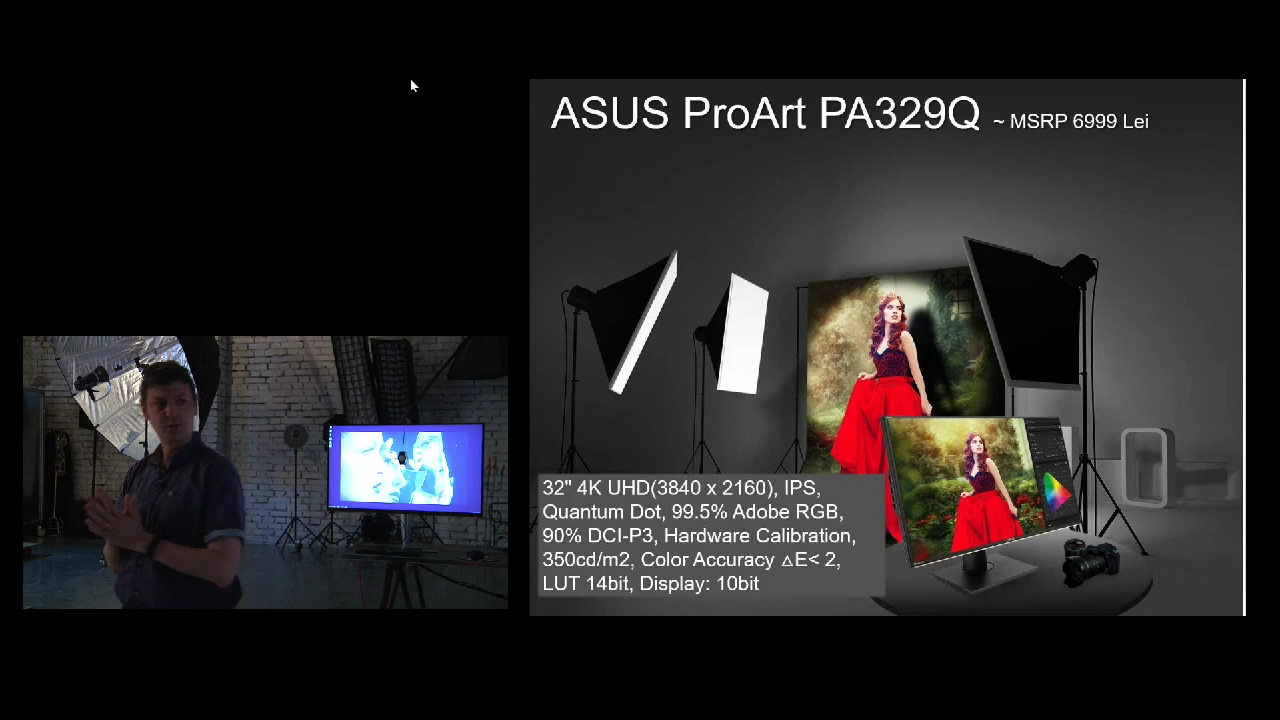 ASUS ProArt PA329Q ~ MSRP 6999 Lei
32" 4K UHD(3840 x 2160), IPS,
Quantum Dot, 99.5% Adobe RGB,
90% DCI-P3, Hardware Calibration,
350cd/m2, Color Accuracy △E< 2,
LUT 14bit, Display: 10bit